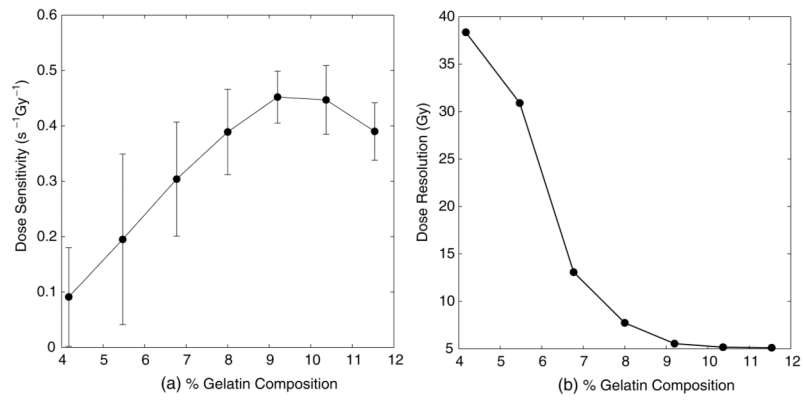 0.6
0.5
0.4
0.3
0.2
0.1
0
Dose Sensitivity (s⁻¹Gy⁻¹)
4 5 6 7 8 9 10 11 12
(a) % Gelatin Composition
40
35
30
25
20
15
10
5
Dose Resolution (Gy)
4 5 6 7 8 9 10 11 12
(b) % Gelatin Composition